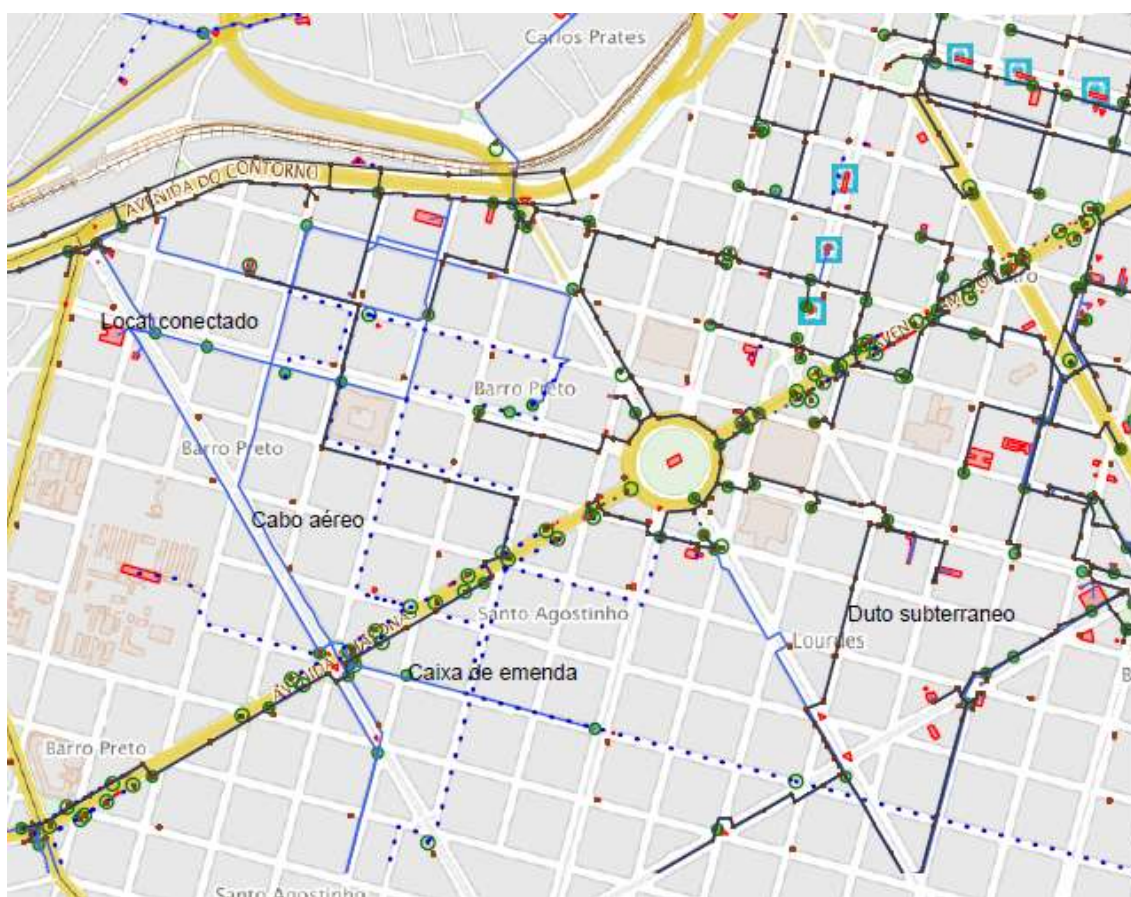 Carlos Prates
AVENIDA DO CONTORNO
Local conectado
Barro Preto
Barro Preto
Cabo aéreo
Santo Agostinho
Duto subterraneo
Lourdes
Caixa de emenda
Barro Preto
Santo Agostinho